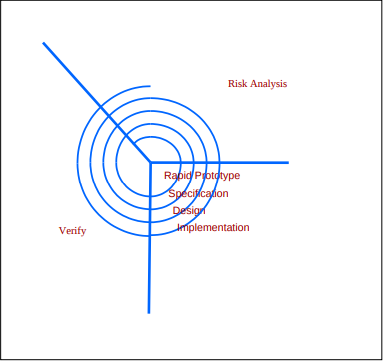 Risk Analysis
Rapid Prototype
Specification
Design
Implementation
Verify